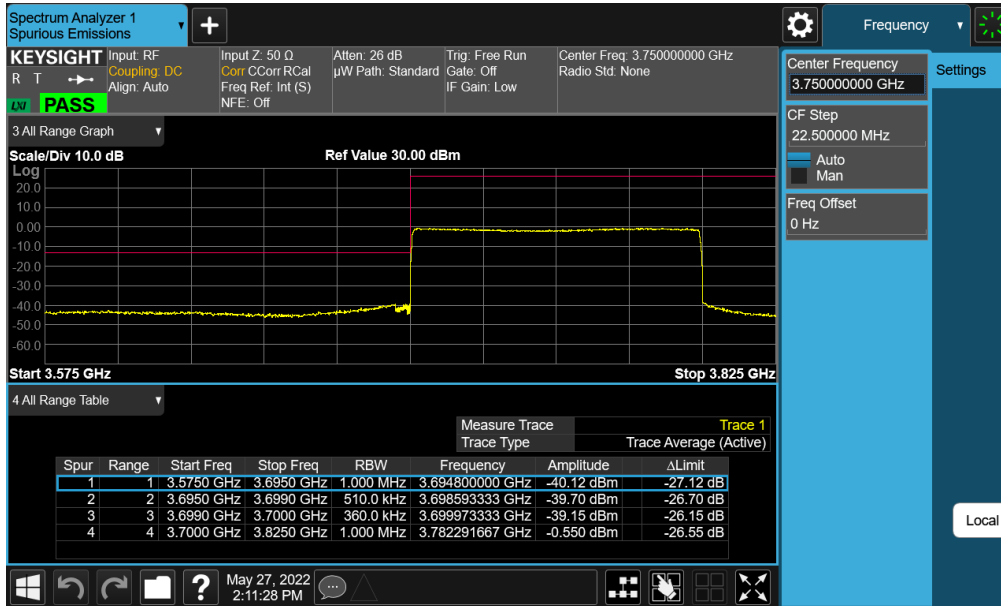 Spectrum Analyzer 1
Spurious Emissions
+
Frequency
KEYSIGHT
R T
LXI PASS
Input: RF
Coupling: DC
Align: Auto
Input Z: 50 Ω
Corr CCorr RCal
Freq Ref: Int (S)
NFE: Off
Atten: 26 dB
µW Path: Standard
Trig: Free Run
Gate: Off
IF Gain: Low
Center Freq: 3.750000000 GHz
Radio Std: None
Center Frequency
3.750000000 GHz
Settings
CF Step
22.500000 MHz
Auto
Man
Freq Offset
0 Hz
Local
3 All Range Graph
Scale/Div 10.0 dB Ref Value 30.00 dBm
Log
20.0
10.0
0.00
-10.0
-20.0
-30.0
-40.0
-50.0
-60.0
Start 3.575 GHz Stop 3.825 GHz
4 All Range Table
Measure Trace Trace 1
Trace Type Trace Average (Active)
Spur Range Start Freq Stop Freq RBW Frequency Amplitude ΔLimit
1 1 3.5750 GHz 3.6950 GHz 1.000 MHz 3.694800000 GHz -40.12 dBm -27.12 dB
2 2 3.6950 GHz 3.6990 GHz 510.0 kHz 3.698593333 GHz -39.70 dBm -26.70 dB
3 3 3.6990 GHz 3.7000 GHz 360.0 kHz 3.699973333 GHz -39.15 dBm -26.15 dB
4 4 3.7000 GHz 3.8250 GHz 1.000 MHz 3.782291667 GHz -0.550 dBm -26.55 dB
?
May 27, 2022
2:11:28 PM